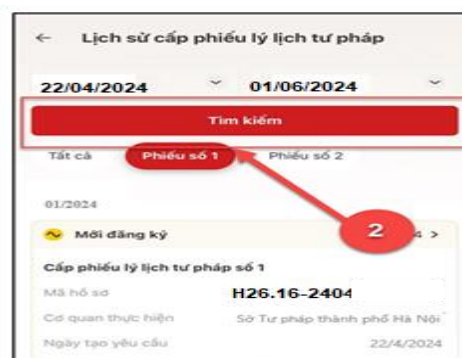 ← Lịch sử cấp phiếu lý lịch tư pháp
22/04/2024 01/06/2024
Tìm kiếm
Tất cả Phiếu số 1 Phiếu số 2
01/2024
Mới đăng ký 2 4 >
Cấp phiếu lý lịch tư pháp số 1
Mã hồ sơ H26.16-2404
Cơ quan thực hiện Sở Tư pháp thành phố Hà Nội
Ngày tạo yêu cầu 22/4/2024